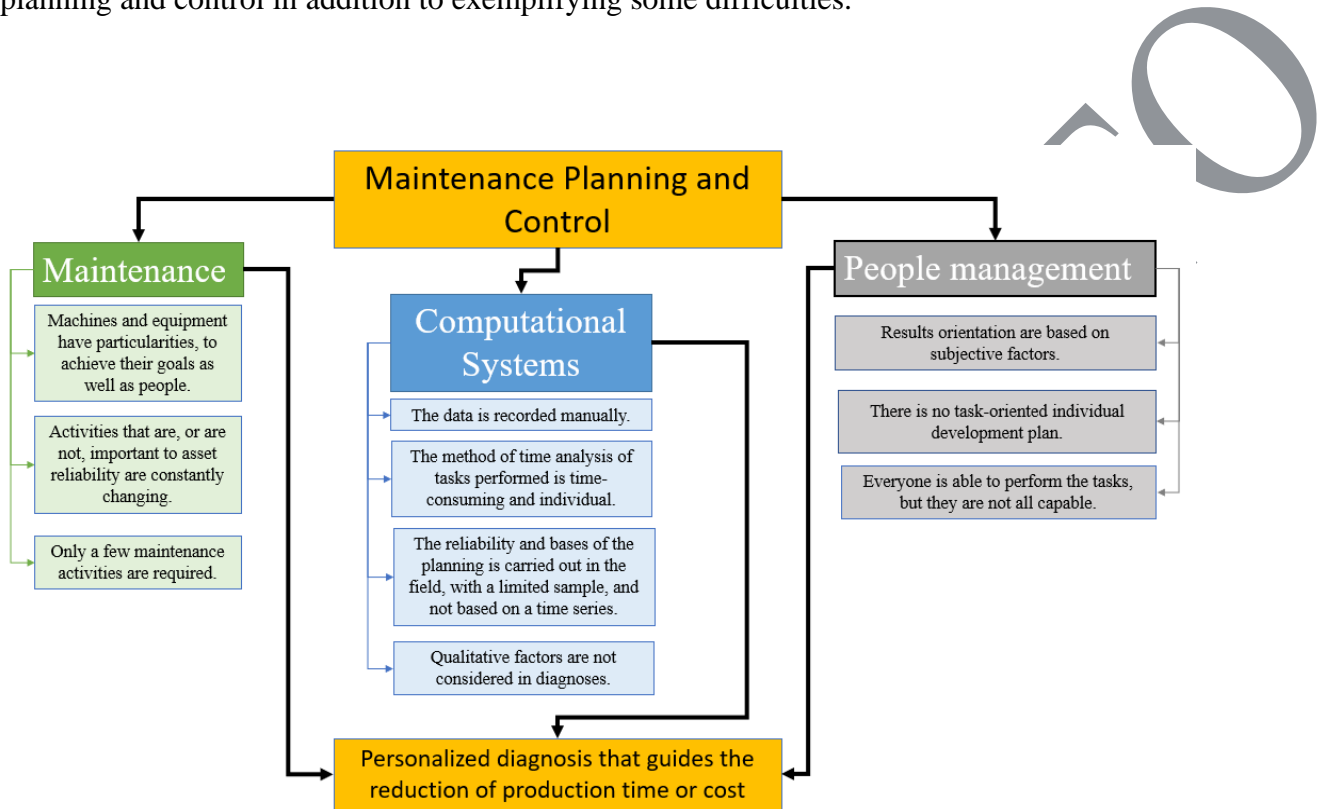 planning and control in addition to exemplifying some difficulties.
Maintenance Planning and
Control
Maintenance
Machines and equipment
have particularities, to
achieve their goals as
well as people.
Activities that are, or are
not, important to asset
reliability are constantly
changing.
Only a few maintenance
activities are required.
Computational
Systems
The data is recorded manually.
The method of time analysis of
tasks performed is time-
consuming and individual.
The reliability and bases of the
planning is carried out in the
field, with a limited sample, and
not based on a time series.
Qualitative factors are not
considered in diagnoses.
People management
Results orientation are based on
subjective factors.
There is no task-oriented individual
development plan.
Everyone is able to perform the tasks,
but they are not all capable.
Personalized diagnosis that guides the
reduction of production time or cost